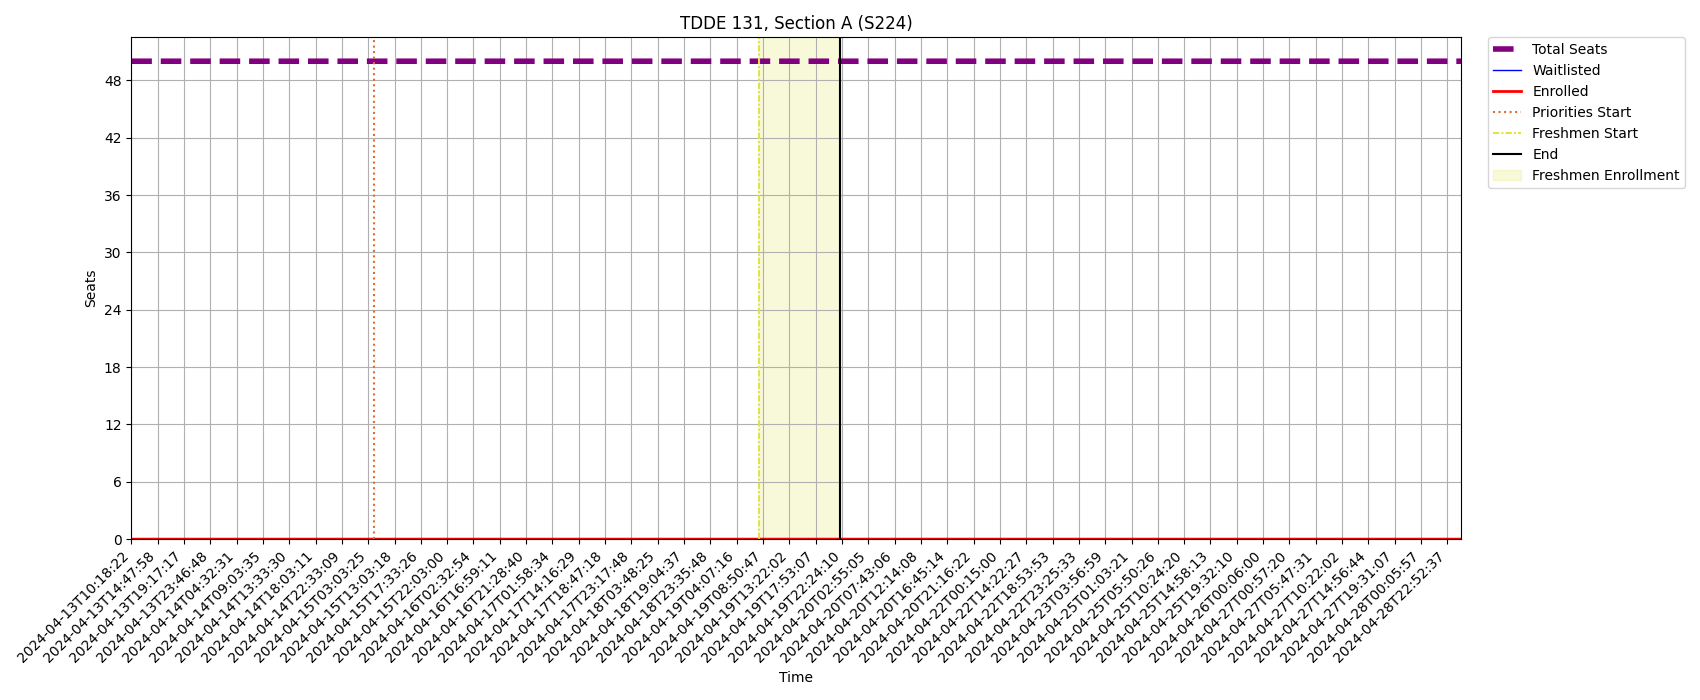 TDDE 131, Section A (S224)
Total Seats
Waitlisted
Enrolled
Priorities Start
Freshmen Start
End
Freshmen Enrollment
Seats
48
42
36
30
24
18
12
6
0
2024-04-13T10:18:22
2024-04-13T14:47:58
2024-04-13T19:17:17
2024-04-13T23:46:48
2024-04-14T04:32:31
2024-04-14T09:03:35
2024-04-14T13:33:30
2024-04-14T18:03:11
2024-04-14T22:33:09
2024-04-15T03:03:25
2024-04-15T13:03:18
2024-04-15T17:33:26
2024-04-15T22:03:00
2024-04-16T02:32:54
2024-04-16T16:59:11
2024-04-16T21:28:40
2024-04-17T01:58:34
2024-04-17T14:16:29
2024-04-17T18:47:18
2024-04-17T23:17:48
2024-04-18T03:48:25
2024-04-18T19:04:37
2024-04-18T23:35:48
2024-04-19T04:07:16
2024-04-19T08:50:47
2024-04-19T13:22:02
2024-04-19T17:53:07
2024-04-19T22:24:10
2024-04-20T02:55:05
2024-04-20T07:43:06
2024-04-20T12:14:08
2024-04-20T16:45:14
2024-04-20T21:16:22
2024-04-22T00:15:00
2024-04-22T14:22:27
2024-04-22T18:53:53
2024-04-22T23:25:33
2024-04-23T03:56:59
2024-04-25T01:03:21
2024-04-25T05:50:26
2024-04-25T10:24:20
2024-04-25T14:58:13
2024-04-25T19:32:10
2024-04-26T00:06:00
2024-04-27T00:57:20
2024-04-27T05:47:31
2024-04-27T10:22:02
2024-04-27T14:56:44
2024-04-27T19:31:07
2024-04-28T00:05:57
2024-04-28T22:52:37
Time